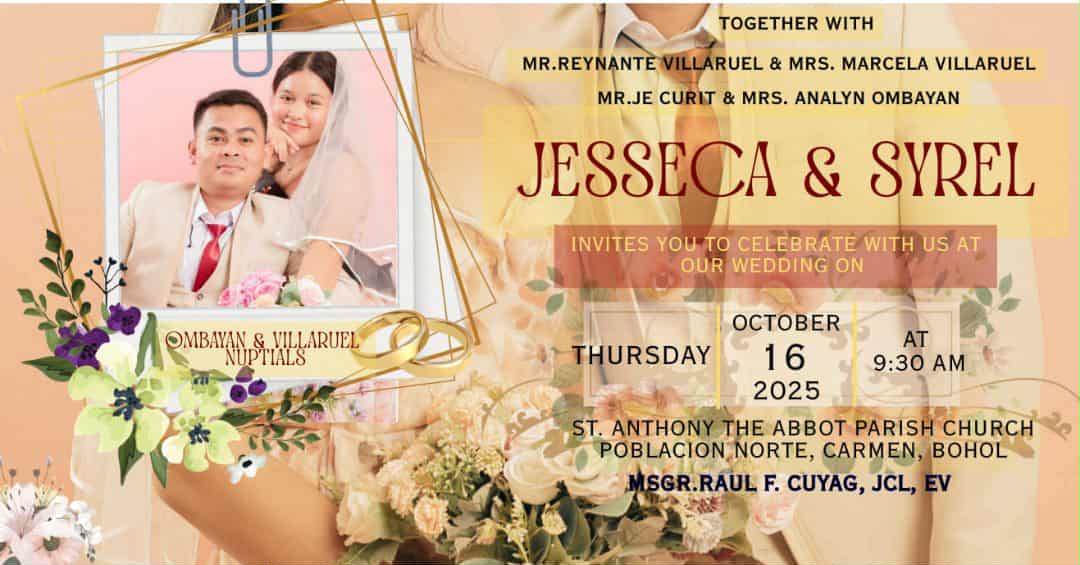 TOGETHER WITH
MR.REYNANTE VILLARUEL & MRS. MARCELA VILLARUEL
MR.JE CURIT & MRS. ANALYN OMBAYAN
JESSECA & SYREL
INVITES YOU TO CELEBRATE WITH US AT
OUR WEDDING ON
THURSDAY
OCTOBER
16
2025
AT
9:30 AM
ST. ANTHONY THE ABBOT PARISH CHURCH
POBLACION NORTE, CARMEN, BOHOL
MSGR.RAUL F. CUYAG, JCL, EV
OMBAYAN & VILLARUEL
NUPTIALS